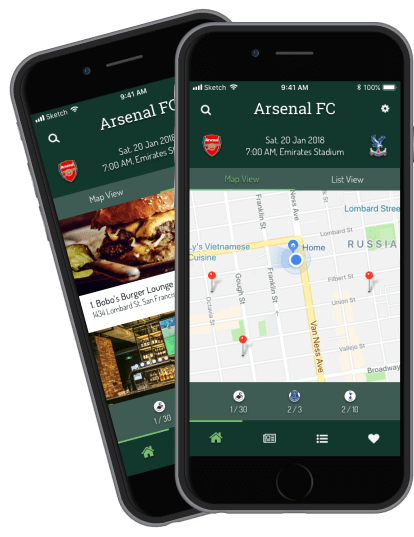 Sketch
9:41 AM
Arsenal FC
Sat, 20 Jan 2018
7:00 AM, Emirates
Map View
1. Bobo's Burger Lounge
1434 Lombard St, San Francis
1 / 30
Sketch
9:41 AM
100%
Arsenal FC
Sat, 20 Jan 2018
7:00 AM, Emirates Stadium
Map View
List View
Franklin St
Ness Ave
Lombard Stree
Lombard St
RUSSIA
y's Vietnamese
Cuisine
Home
Gough St
Franklin St
Filbert St
Octavia St
Union St
Van Ness Ave
Vallejo St
Broadway
1 / 30
2 / 3
2 / 10